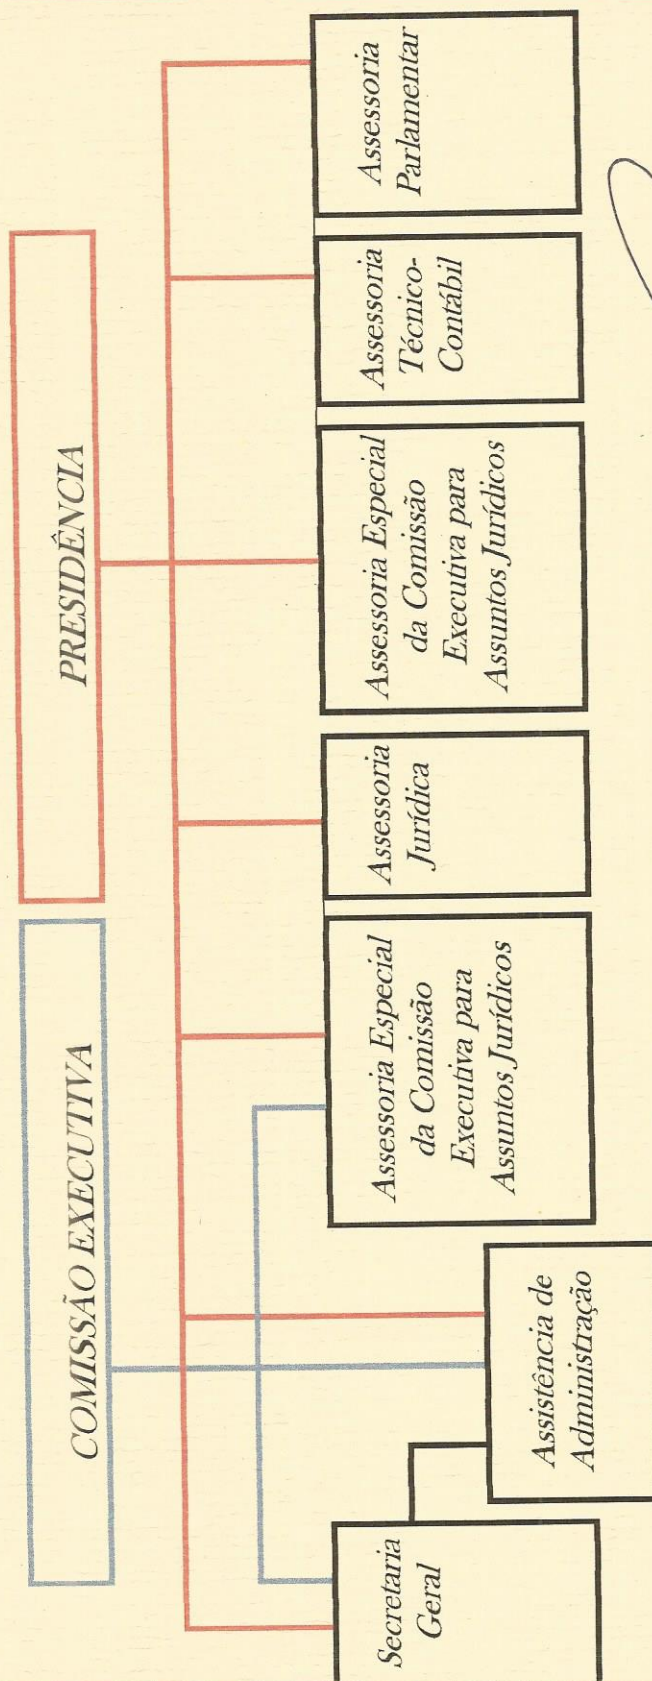 COMISSÃO EXECUTIVA
PRESIDÊNCIA
Secretaria
Geral
Assistência de
Administração
Assessoria Especial
da Comissão
Executiva para
Assuntos Jurídicos
Assessoria
Jurídica
Assessoria Especial
da Comissão
Executiva para
Assuntos Jurídicos
Assessoria
Técnico-
Contábil
Assessoria
Parlamentar